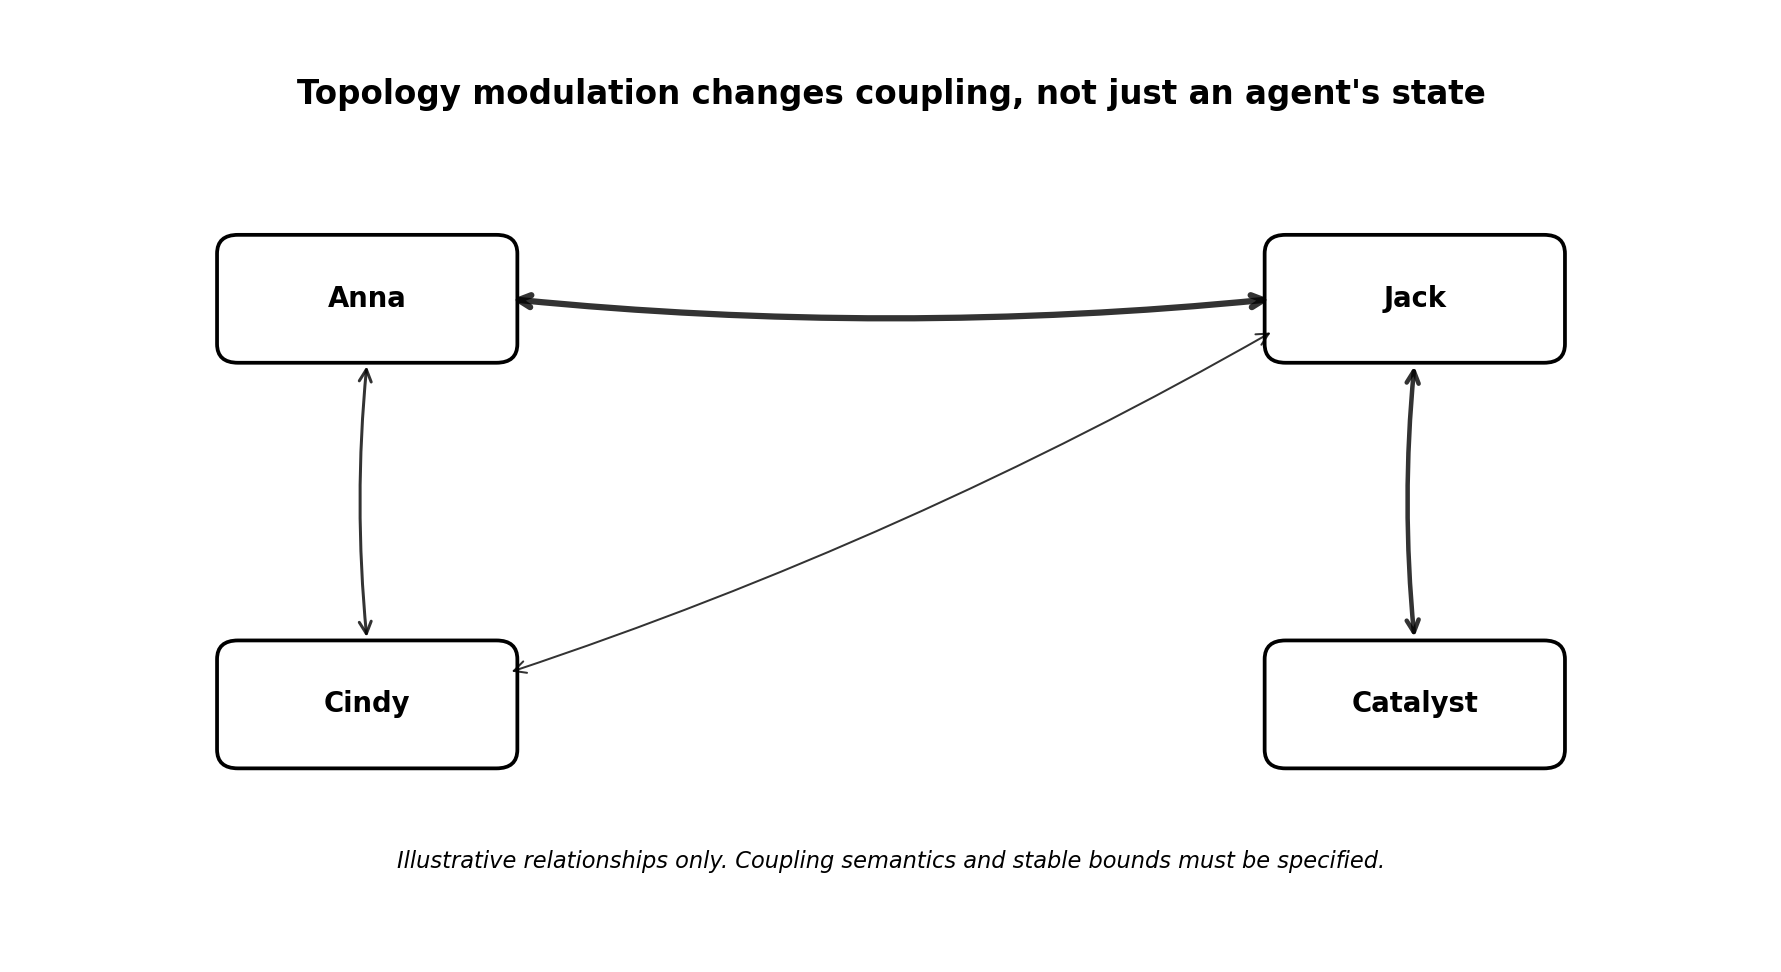 Topology modulation changes coupling, not just an agent's state
Anna
Jack
Cindy
Catalyst
Illustrative relationships only. Coupling semantics and stable bounds must be specified.